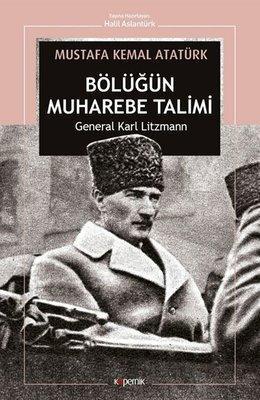 Yayına Hazırlayan:
Halil Aslantürk
MUSTAFA KEMAL ATATÜRK
BÖLÜĞÜN
MUHAREBE TALİMİ
General Karl Litzmann
kopernik